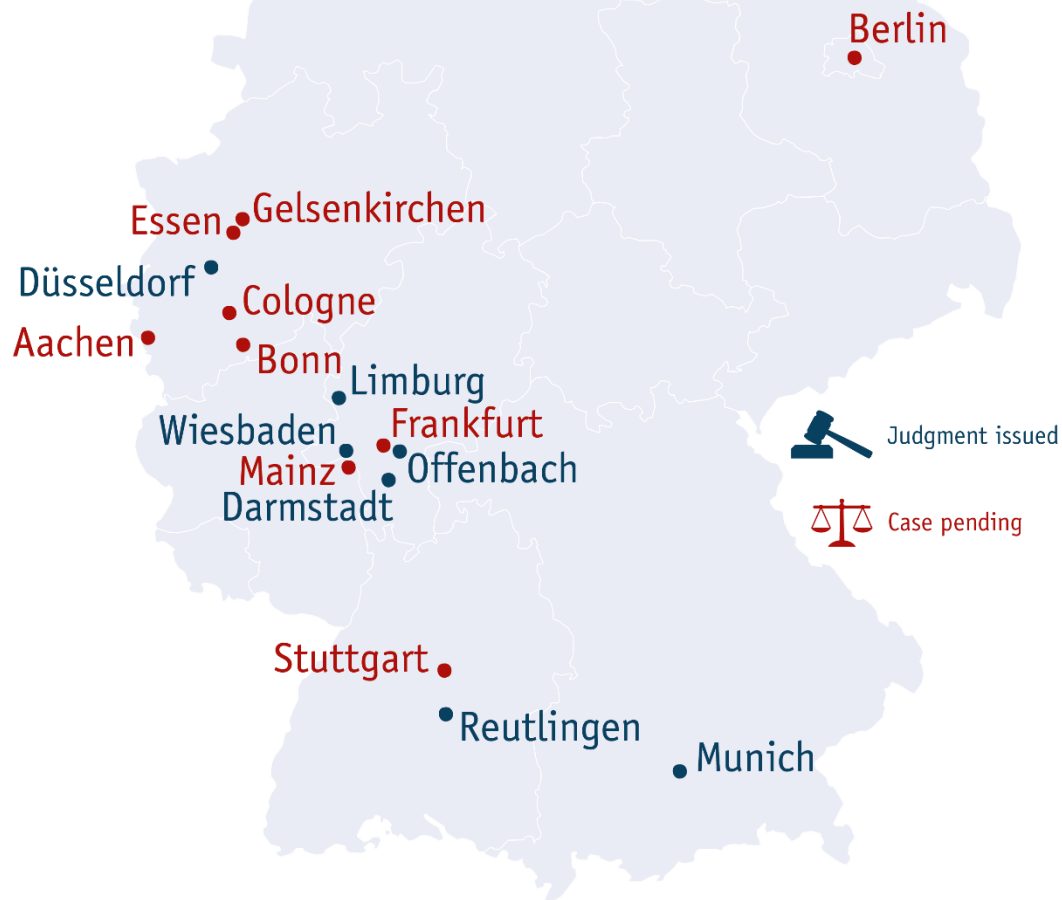 Berlin
Gelsenkirchen
Essen
Düsseldorf
Cologne
Aachen
Bonn
Limburg
Wiesbaden
Frankfurt
Mainz
Offenbach
Darmstadt
Judgment issued
Case pending
Stuttgart
Reutlingen
Munich